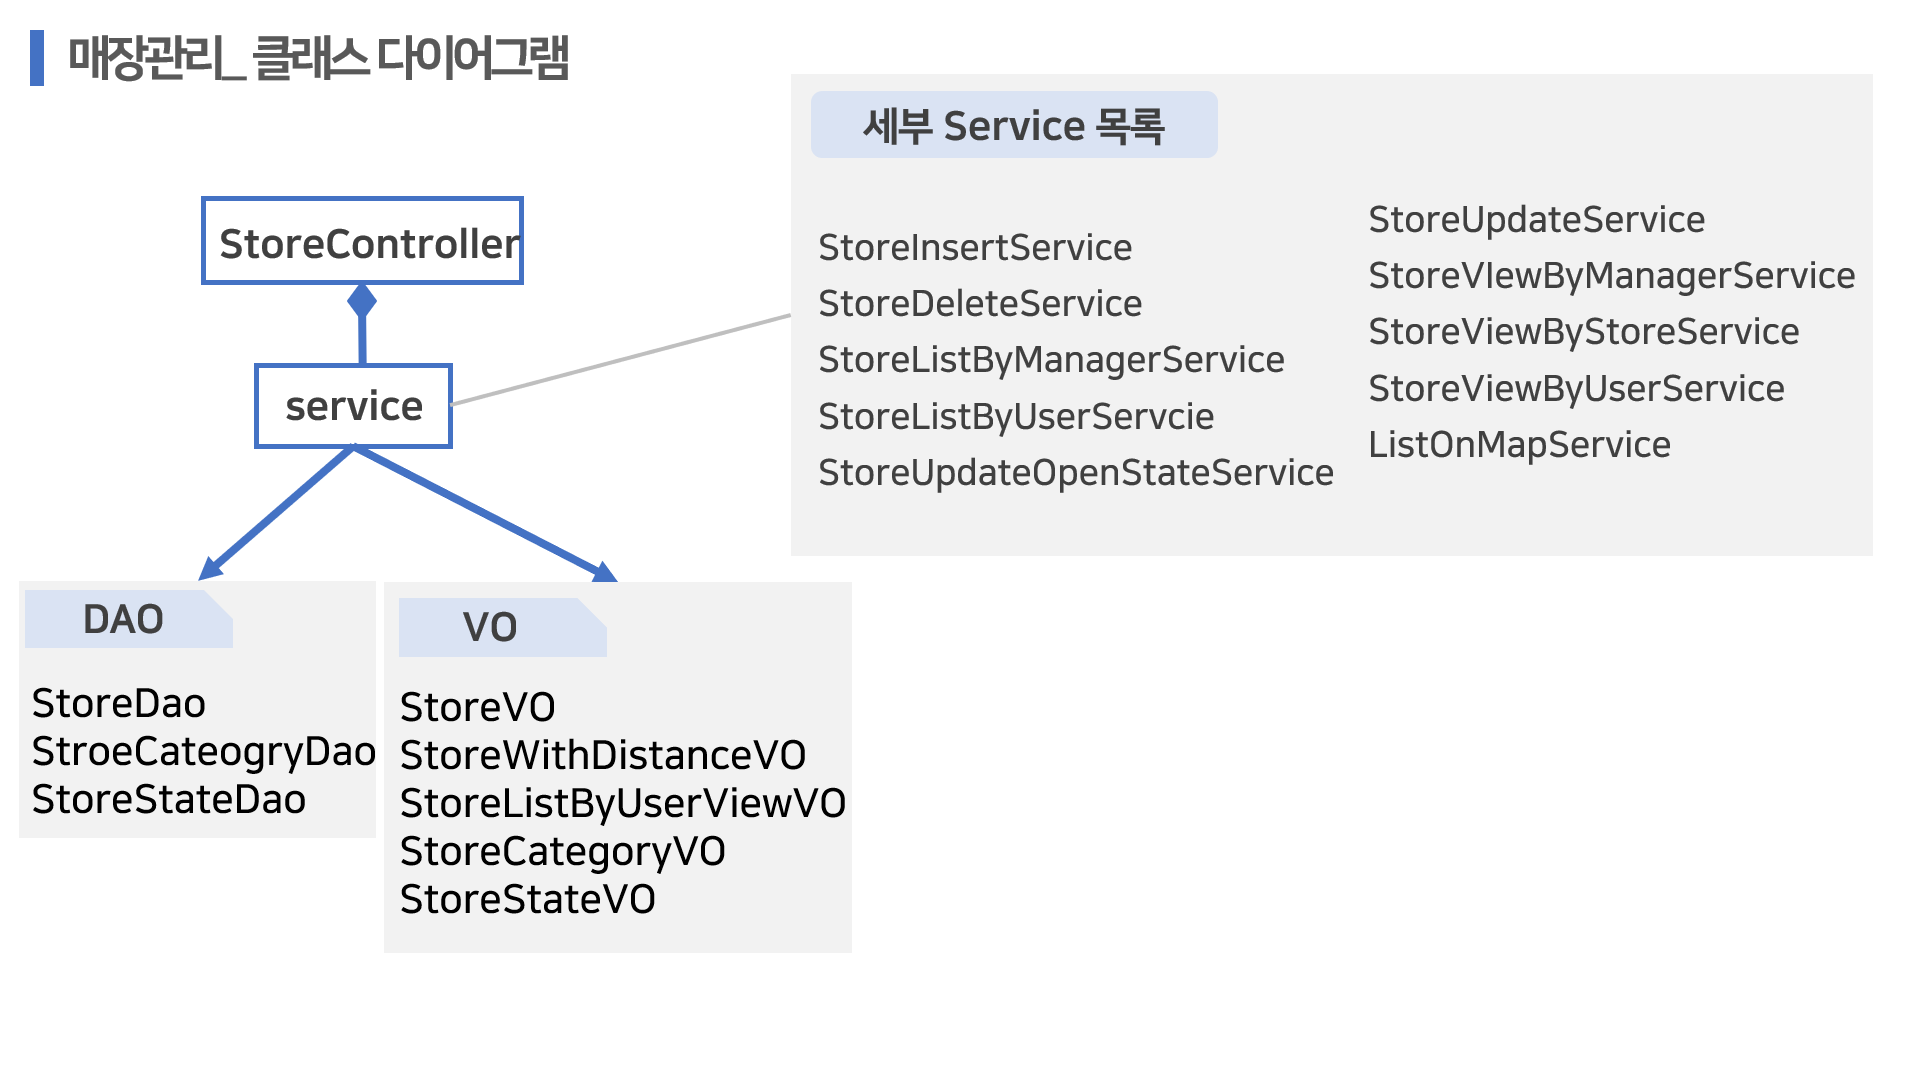 매장관리_ 클래스 다이어그램
세부 Service 목록
StoreInsertService
StoreDeleteService
StoreListByManagerService
StoreListByUserServcie
StoreUpdateOpenStateService
StoreUpdateService
StoreVIewByManagerService
StoreViewByStoreService
StoreViewByUserService
ListOnMapService
StoreController
service
DAO
StoreDao
StroeCateogryDao
StoreStateDao
VO
StoreVO
StoreWithDistanceVO
StoreListByUserViewVO
StoreCategoryVO
StoreStateVO